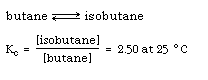 butane ⇌ isobutane
Kc = [isobutane] / [butane] = 2.50 at 25 °C